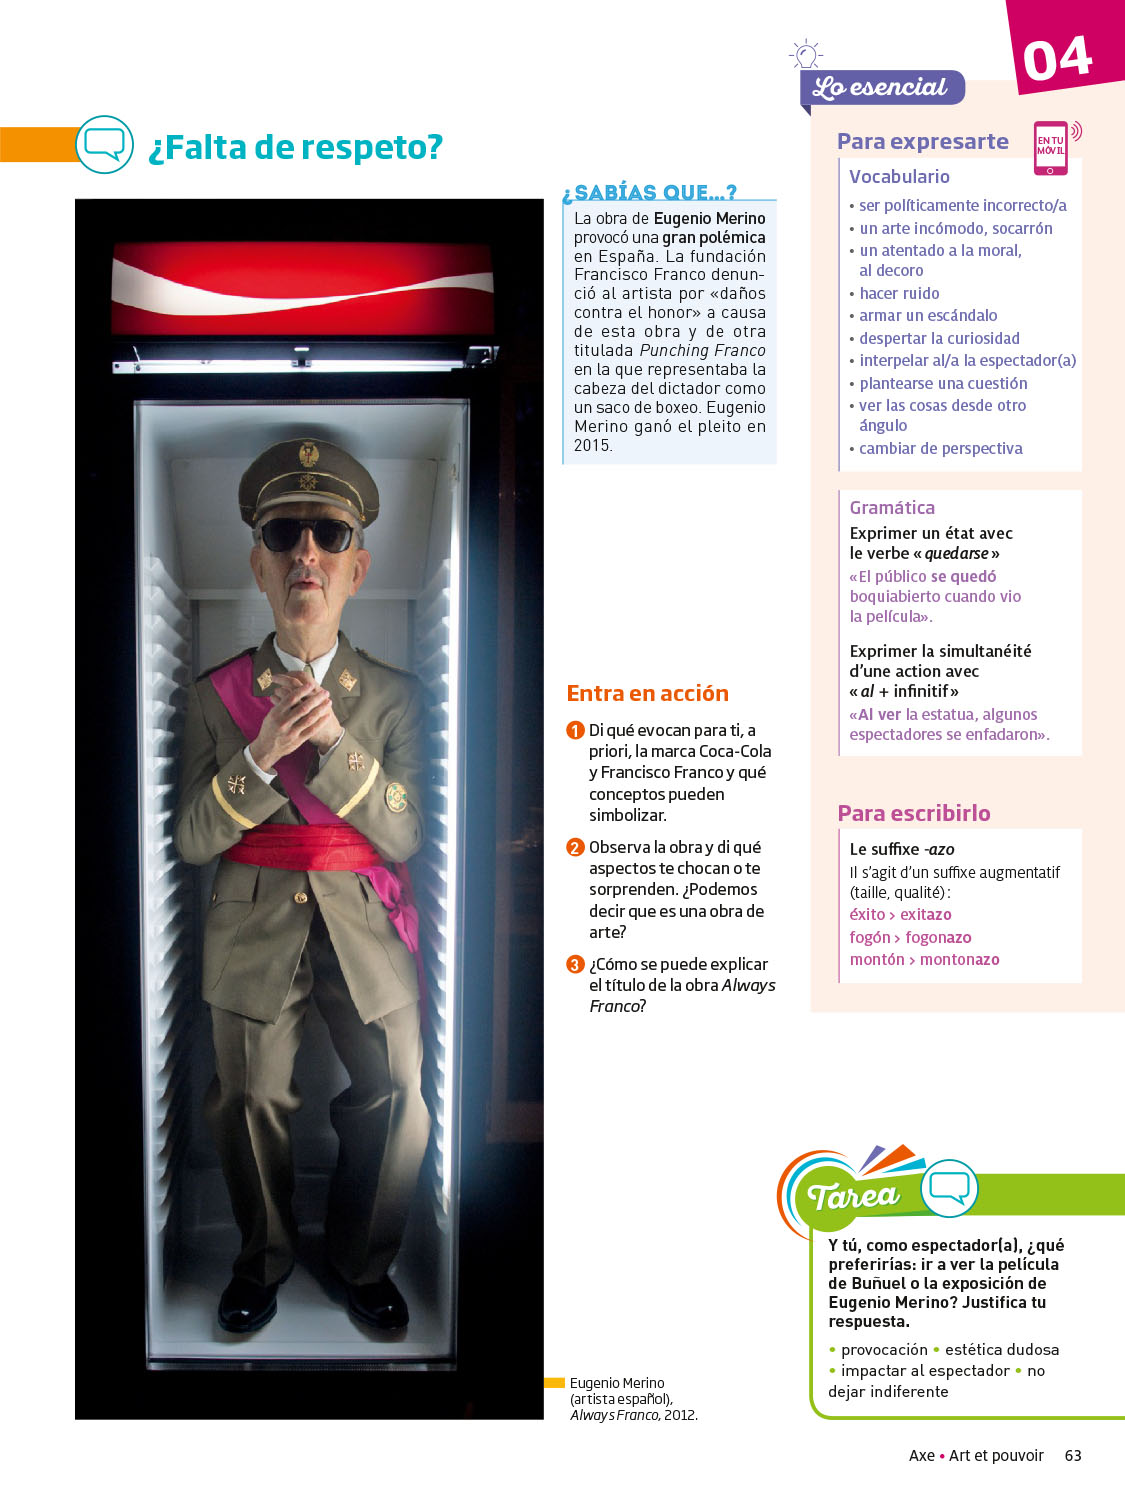 04
Lo esencial
¿Falta de respeto?
¿SABÍAS QUE...?
La obra de Eugenio Merino
provocó una gran polémica
en España. La fundación
Francisco Franco denun-
ció al artista por «daños
contra el honor» a causa
de esta obra y de otra
titulada Punching Franco
en la que representaba la
cabeza del dictador como
un saco de boxeo. Eugenio
Merino ganó el pleito en
2015.
Entra en acción
1 Di qué evocan para ti, a
priori, la marca Coca-Cola
y Francisco Franco y qué
conceptos pueden
simbolizar.
2 Observa la obra y di qué
aspectos te chocan o te
sorprenden. ¿Podemos
decir que es una obra de
arte?
3 ¿Cómo se puede explicar
el título de la obra Always
Franco?
Eugenio Merino
(artista español),
Always Franco, 2012.
Para expresarte
EN TU
MÓVIL
Vocabulario
• ser políticamente incorrecto/a
• un arte incómodo, socarrón
• un atentado a la moral,
al decoro
• hacer ruido
• armar un escándalo
• despertar la curiosidad
• interpelar al/a la espectador(a)
• plantearse una cuestión
• ver las cosas desde otro
ángulo
• cambiar de perspectiva
Gramática
Exprimer un état avec
le verbe « quedarse »
«El público se quedó
boquiabierto cuando vio
la película».
Exprimer la simultanéité
d'une action avec
« al + infinitif »
«Al ver la estatua, algunos
espectadores se enfadaron».
Para escribirlo
Le suffixe -azo
Il s'agit d'un suffixe augmentatif
(taille, qualité) :
éxito > exitazo
fogón > fogonazo
montón > montonazo
Tarea
Y tú, como espectador(a), ¿qué
preferirías: ir a ver la película
de Buñuel o la exposición de
Eugenio Merino? Justifica tu
respuesta.
• provocación • estética dudosa
• impactar al espectador • no
dejar indiferente
Axe • Art et pouvoir 63